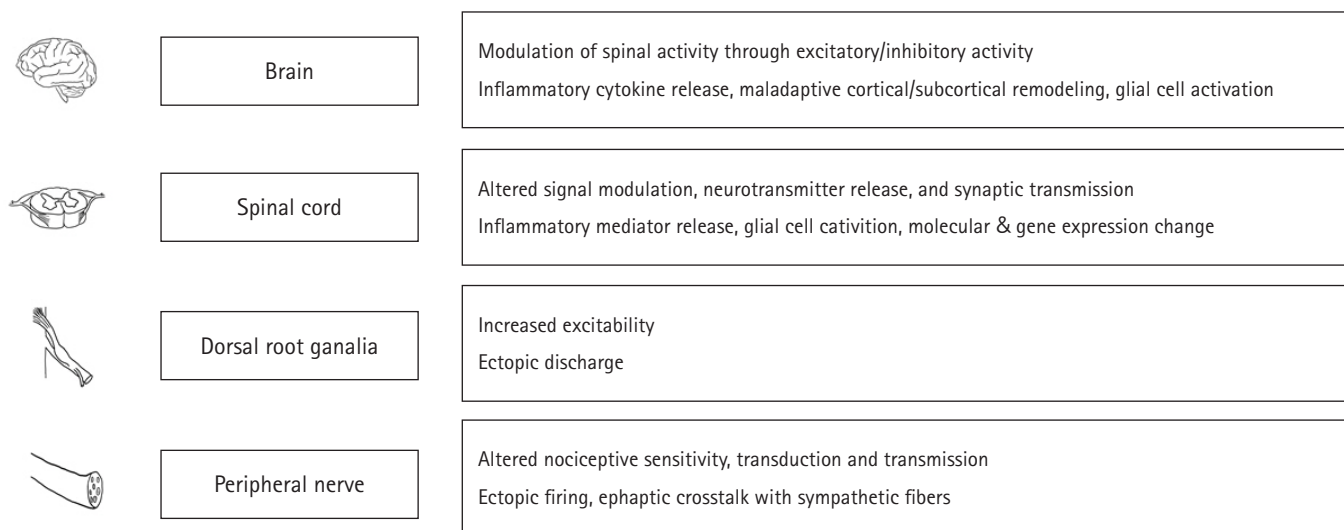 Brain
Modulation of spinal activity through excitatory/inhibitory activity
Inflammatory cytokine release, maladaptive cortical/subcortical remodeling, glial cell activation
Spinal cord
Altered signal modulation, neurotransmitter release, and synaptic transmission
Inflammatory mediator release, glial cell cativition, molecular & gene expression change
Dorsal root ganalia
Increased excitability
Ectopic discharge
Peripheral nerve
Altered nociceptive sensitivity, transduction and transmission
Ectopic firing, ephaptic crosstalk with sympathetic fibers